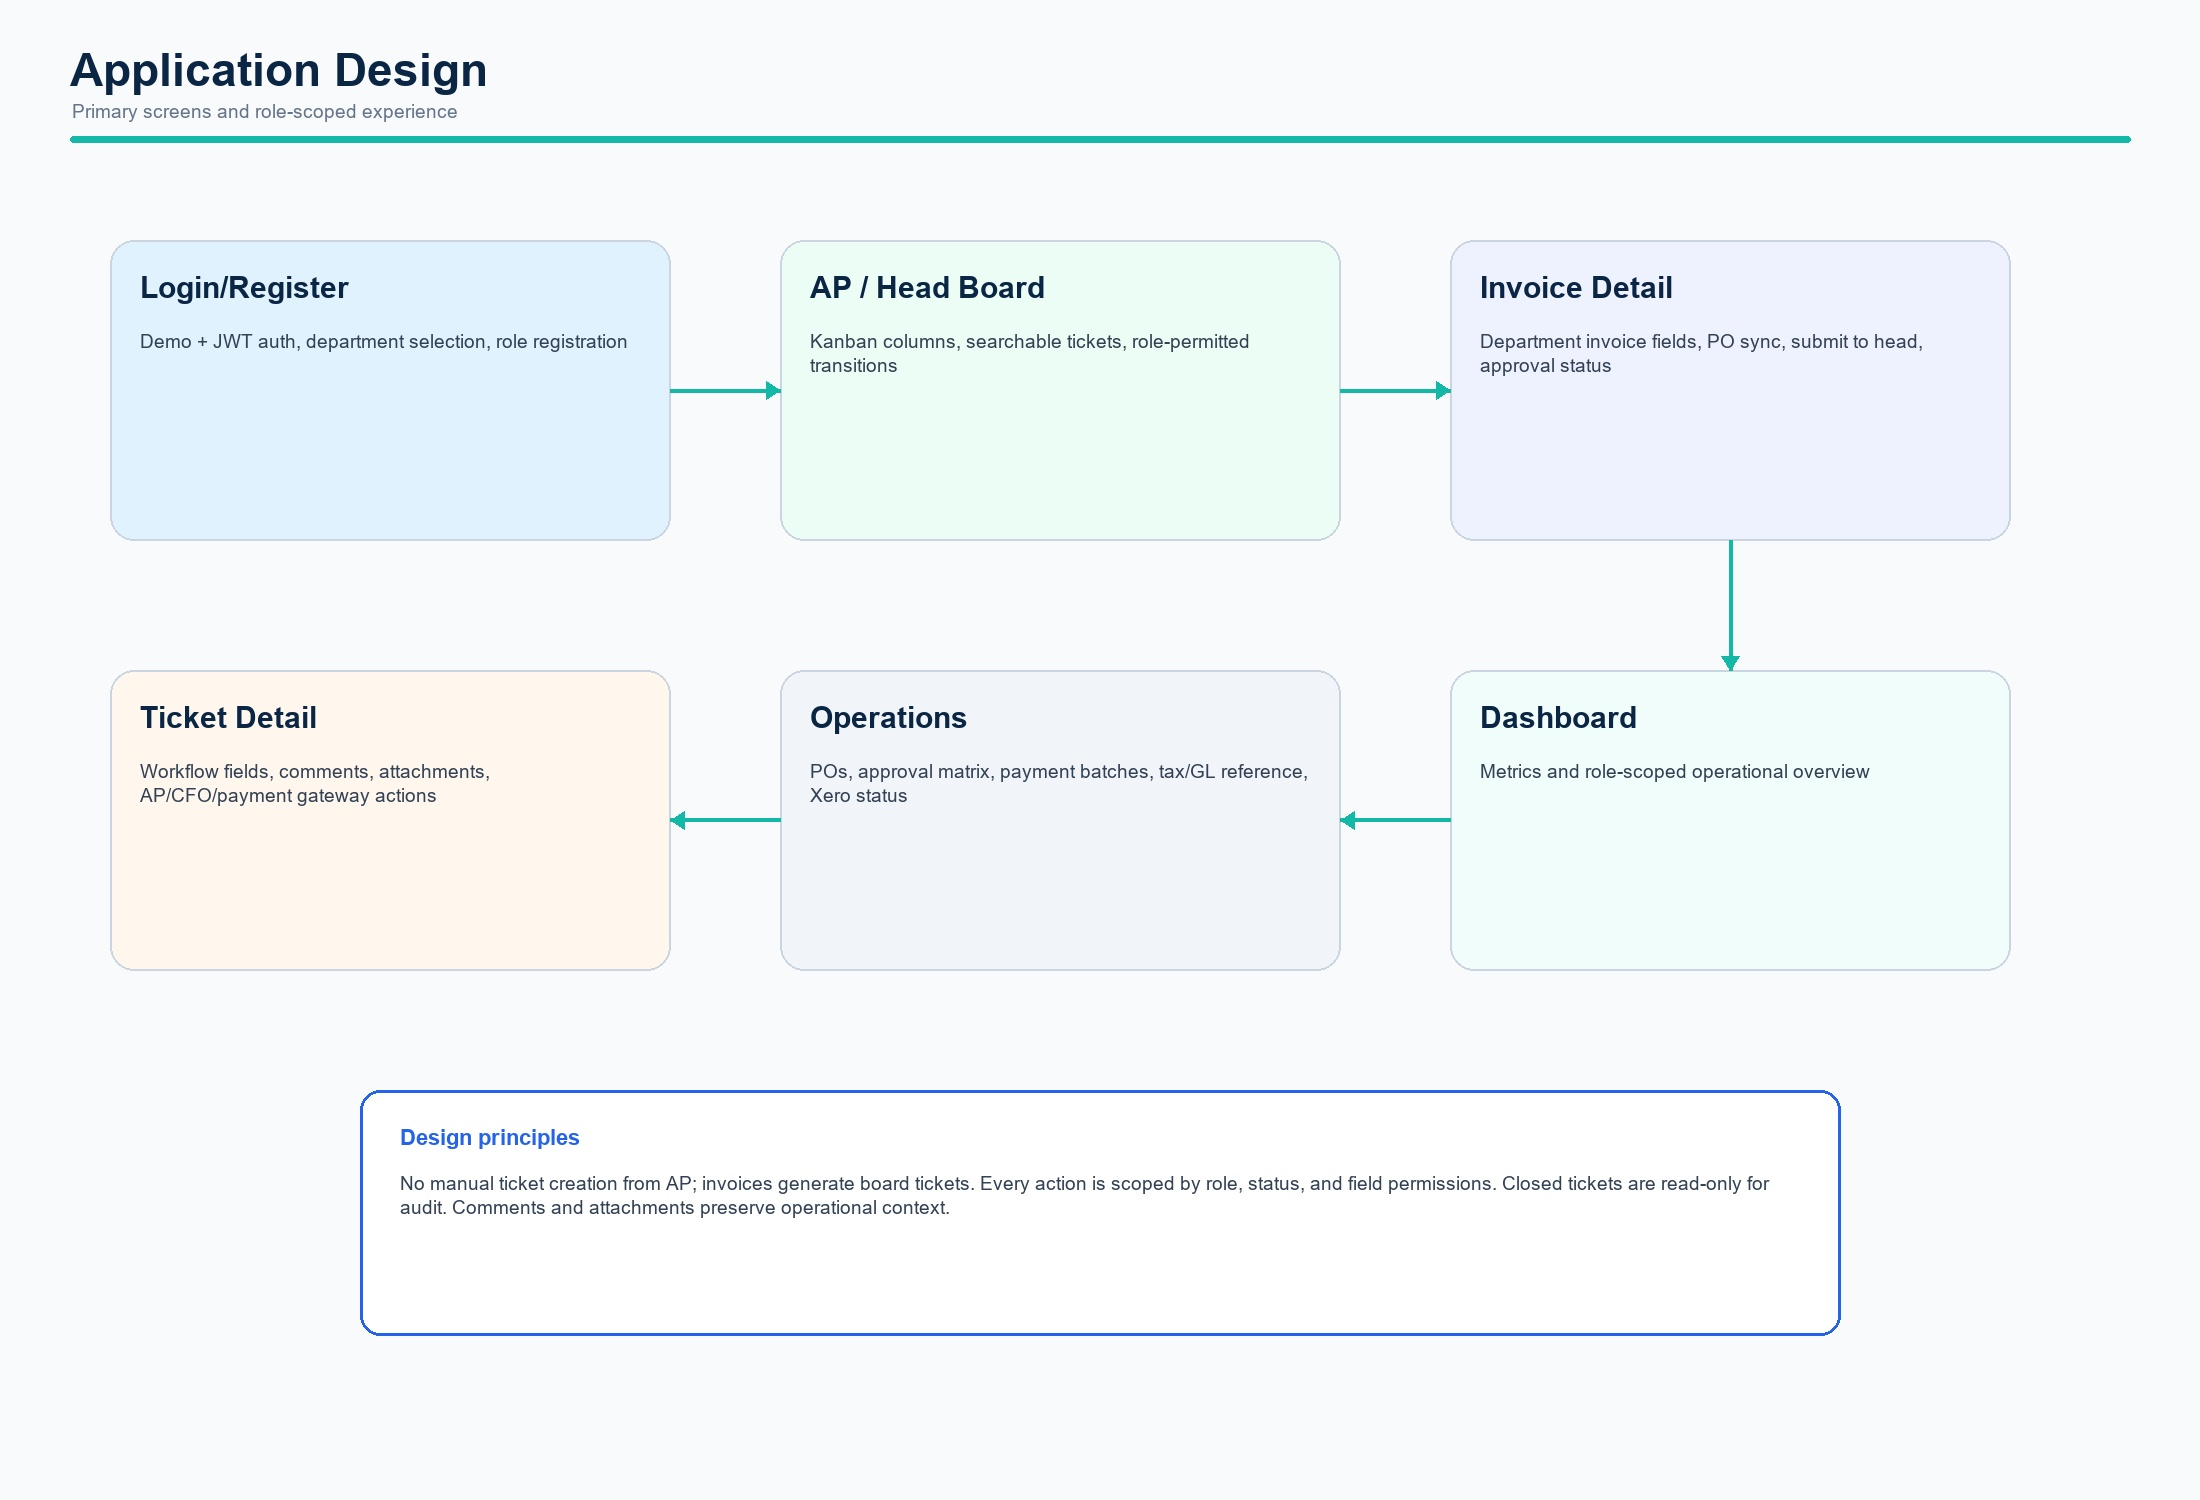 Application Design
Primary screens and role-scoped experience
Login/Register
Demo + JWT auth, department selection, role registration
AP / Head Board
Kanban columns, searchable tickets, role-permitted
transitions
Invoice Detail
Department invoice fields, PO sync, submit to head,
approval status
Ticket Detail
Workflow fields, comments, attachments,
AP/CFO/payment gateway actions
Operations
POs, approval matrix, payment batches, tax/GL reference,
Xero status
Dashboard
Metrics and role-scoped operational overview
Design principles
No manual ticket creation from AP; invoices generate board tickets. Every action is scoped by role, status, and field permissions. Closed tickets are read-only for
audit. Comments and attachments preserve operational context.